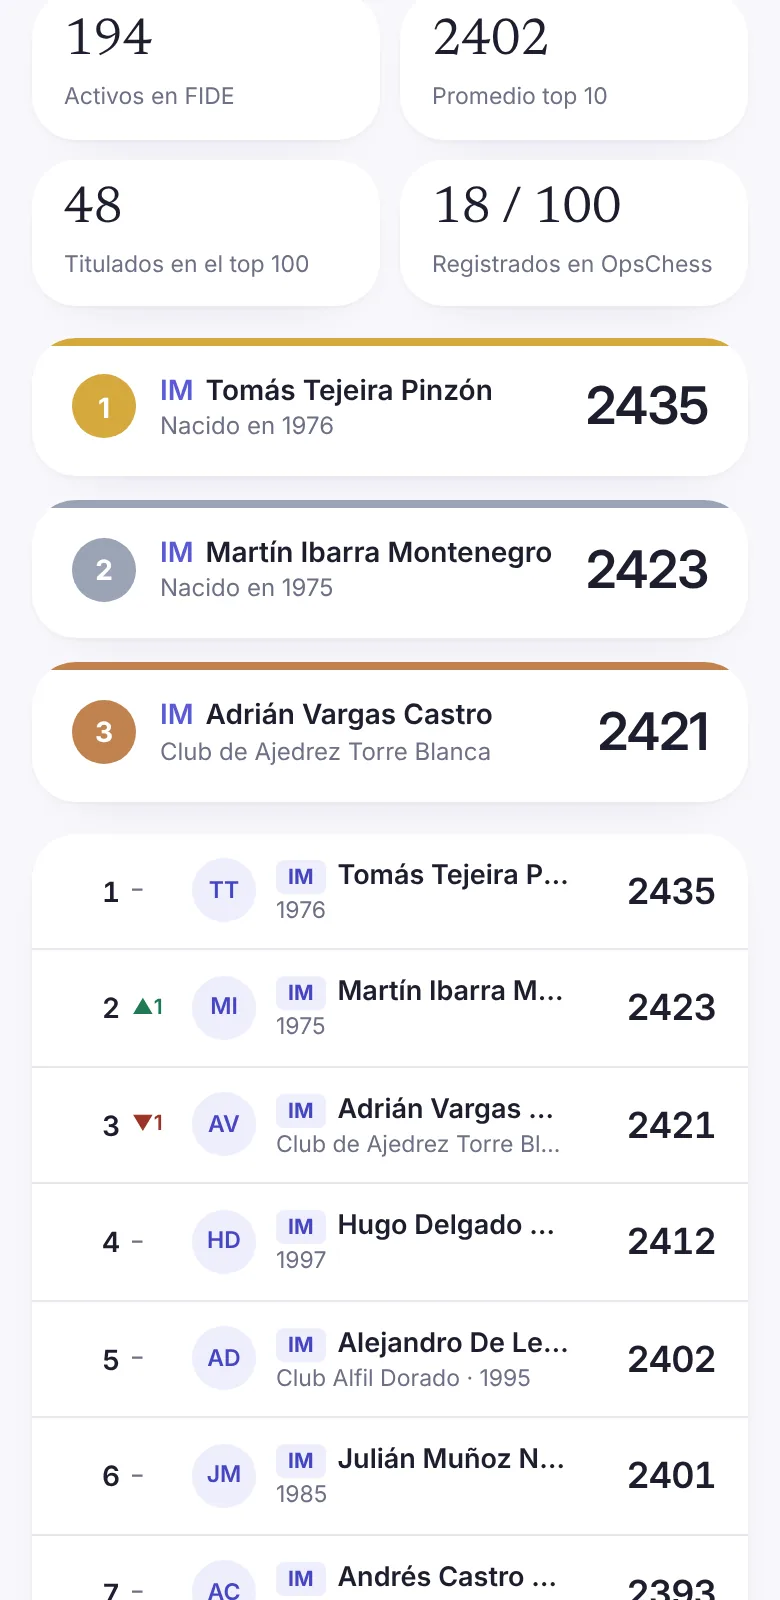 194
Activos en FIDE
2402
Promedio top 10
48
Titulados en el top 100
18 / 100
Registrados en OpsChess
1
IM Tomás Tejeira Pinzón
Nacido en 1976
2435
2
IM Martín Ibarra Montenegro
Nacido en 1975
2423
3
IM Adrián Vargas Castro
Club de Ajedrez Torre Blanca
2421
1 – TT IM Tomás Tejeira P... 2435
1976
2 ▲1 MI IM Martín Ibarra M... 2423
1975
3 ▼1 AV IM Adrián Vargas ... 2421
Club de Ajedrez Torre Bl...
4 – HD IM Hugo Delgado ... 2412
1997
5 – AD IM Alejandro De Le... 2402
Club Alfil Dorado · 1995
6 – JM IM Julián Muñoz N... 2401
1985
7 – AC IM Andrés Castro ... 2393